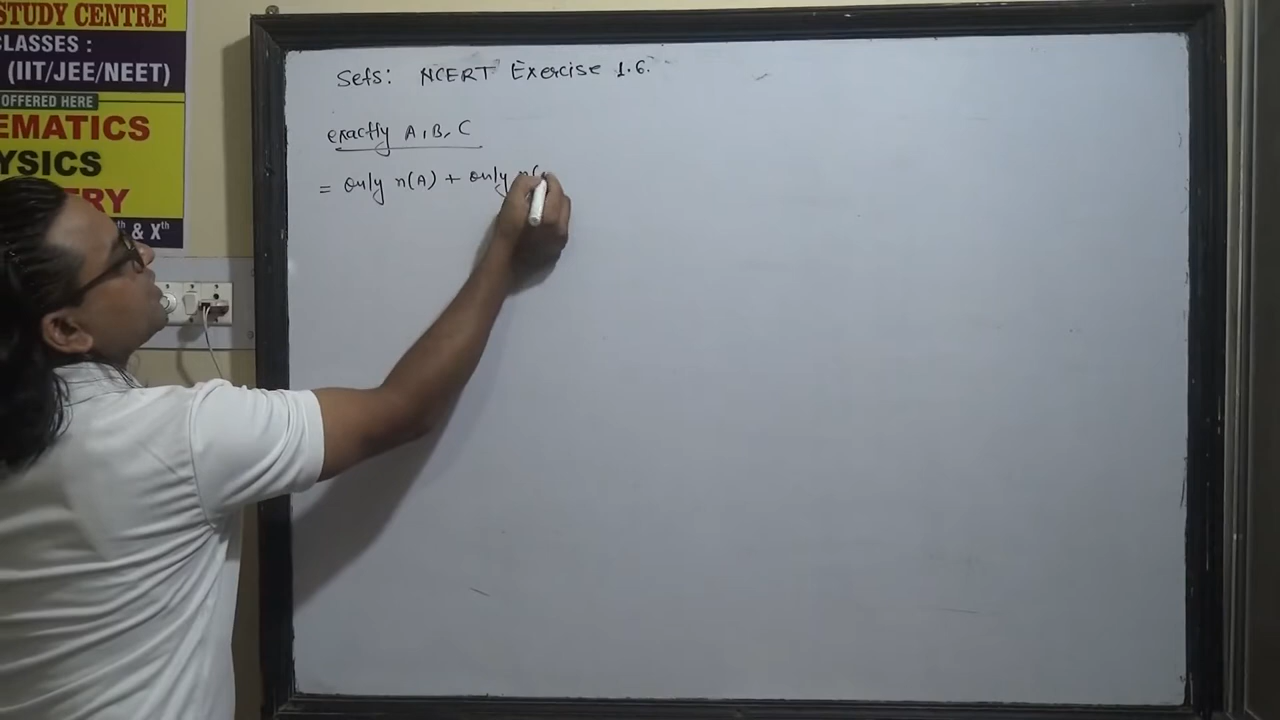 STUDY CENTRE
CLASSES :
(IIT/JEE/NEET)
OFFERED HERE
EMATICS
YSICS
RY
th & Xth
Sets: NCERT Exercise 1.6.
exactly A, B, C
= only n(A) + only n(